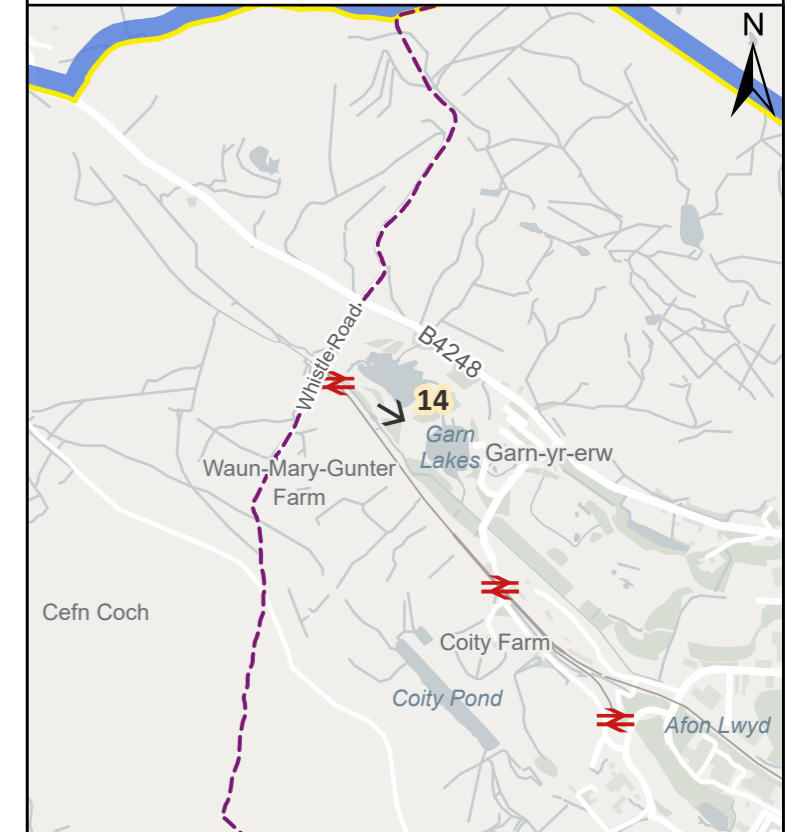 N
B4248
Whistle Road
14
Garn
Lakes
Garn-yr-erw
Waun-Mary-Gunter
Farm
Cefn Coch
Coity Farm
Coity Pond
Afon Lwyd